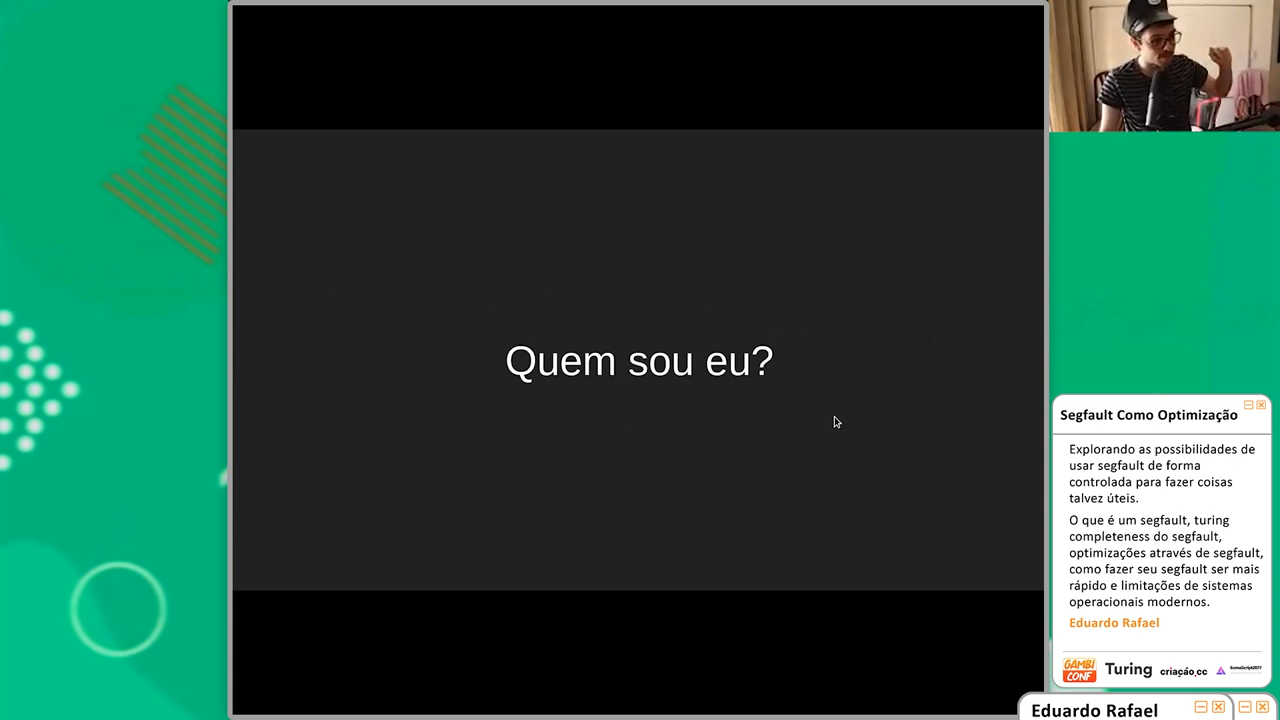 Quem sou eu?
Segfault Como Optimização
Explorando as possibilidades de
usar segfault de forma
controlada para fazer coisas
talvez úteis.
O que é um segfault, turing
completeness do segfault,
optimizações através de segfault,
como fazer seu segfault ser mais
rápido e limitações de sistemas
operacionais modernos.
Eduardo Rafael
GAMBI
CONF
Turing
criação.cc
Eduardo Rafael